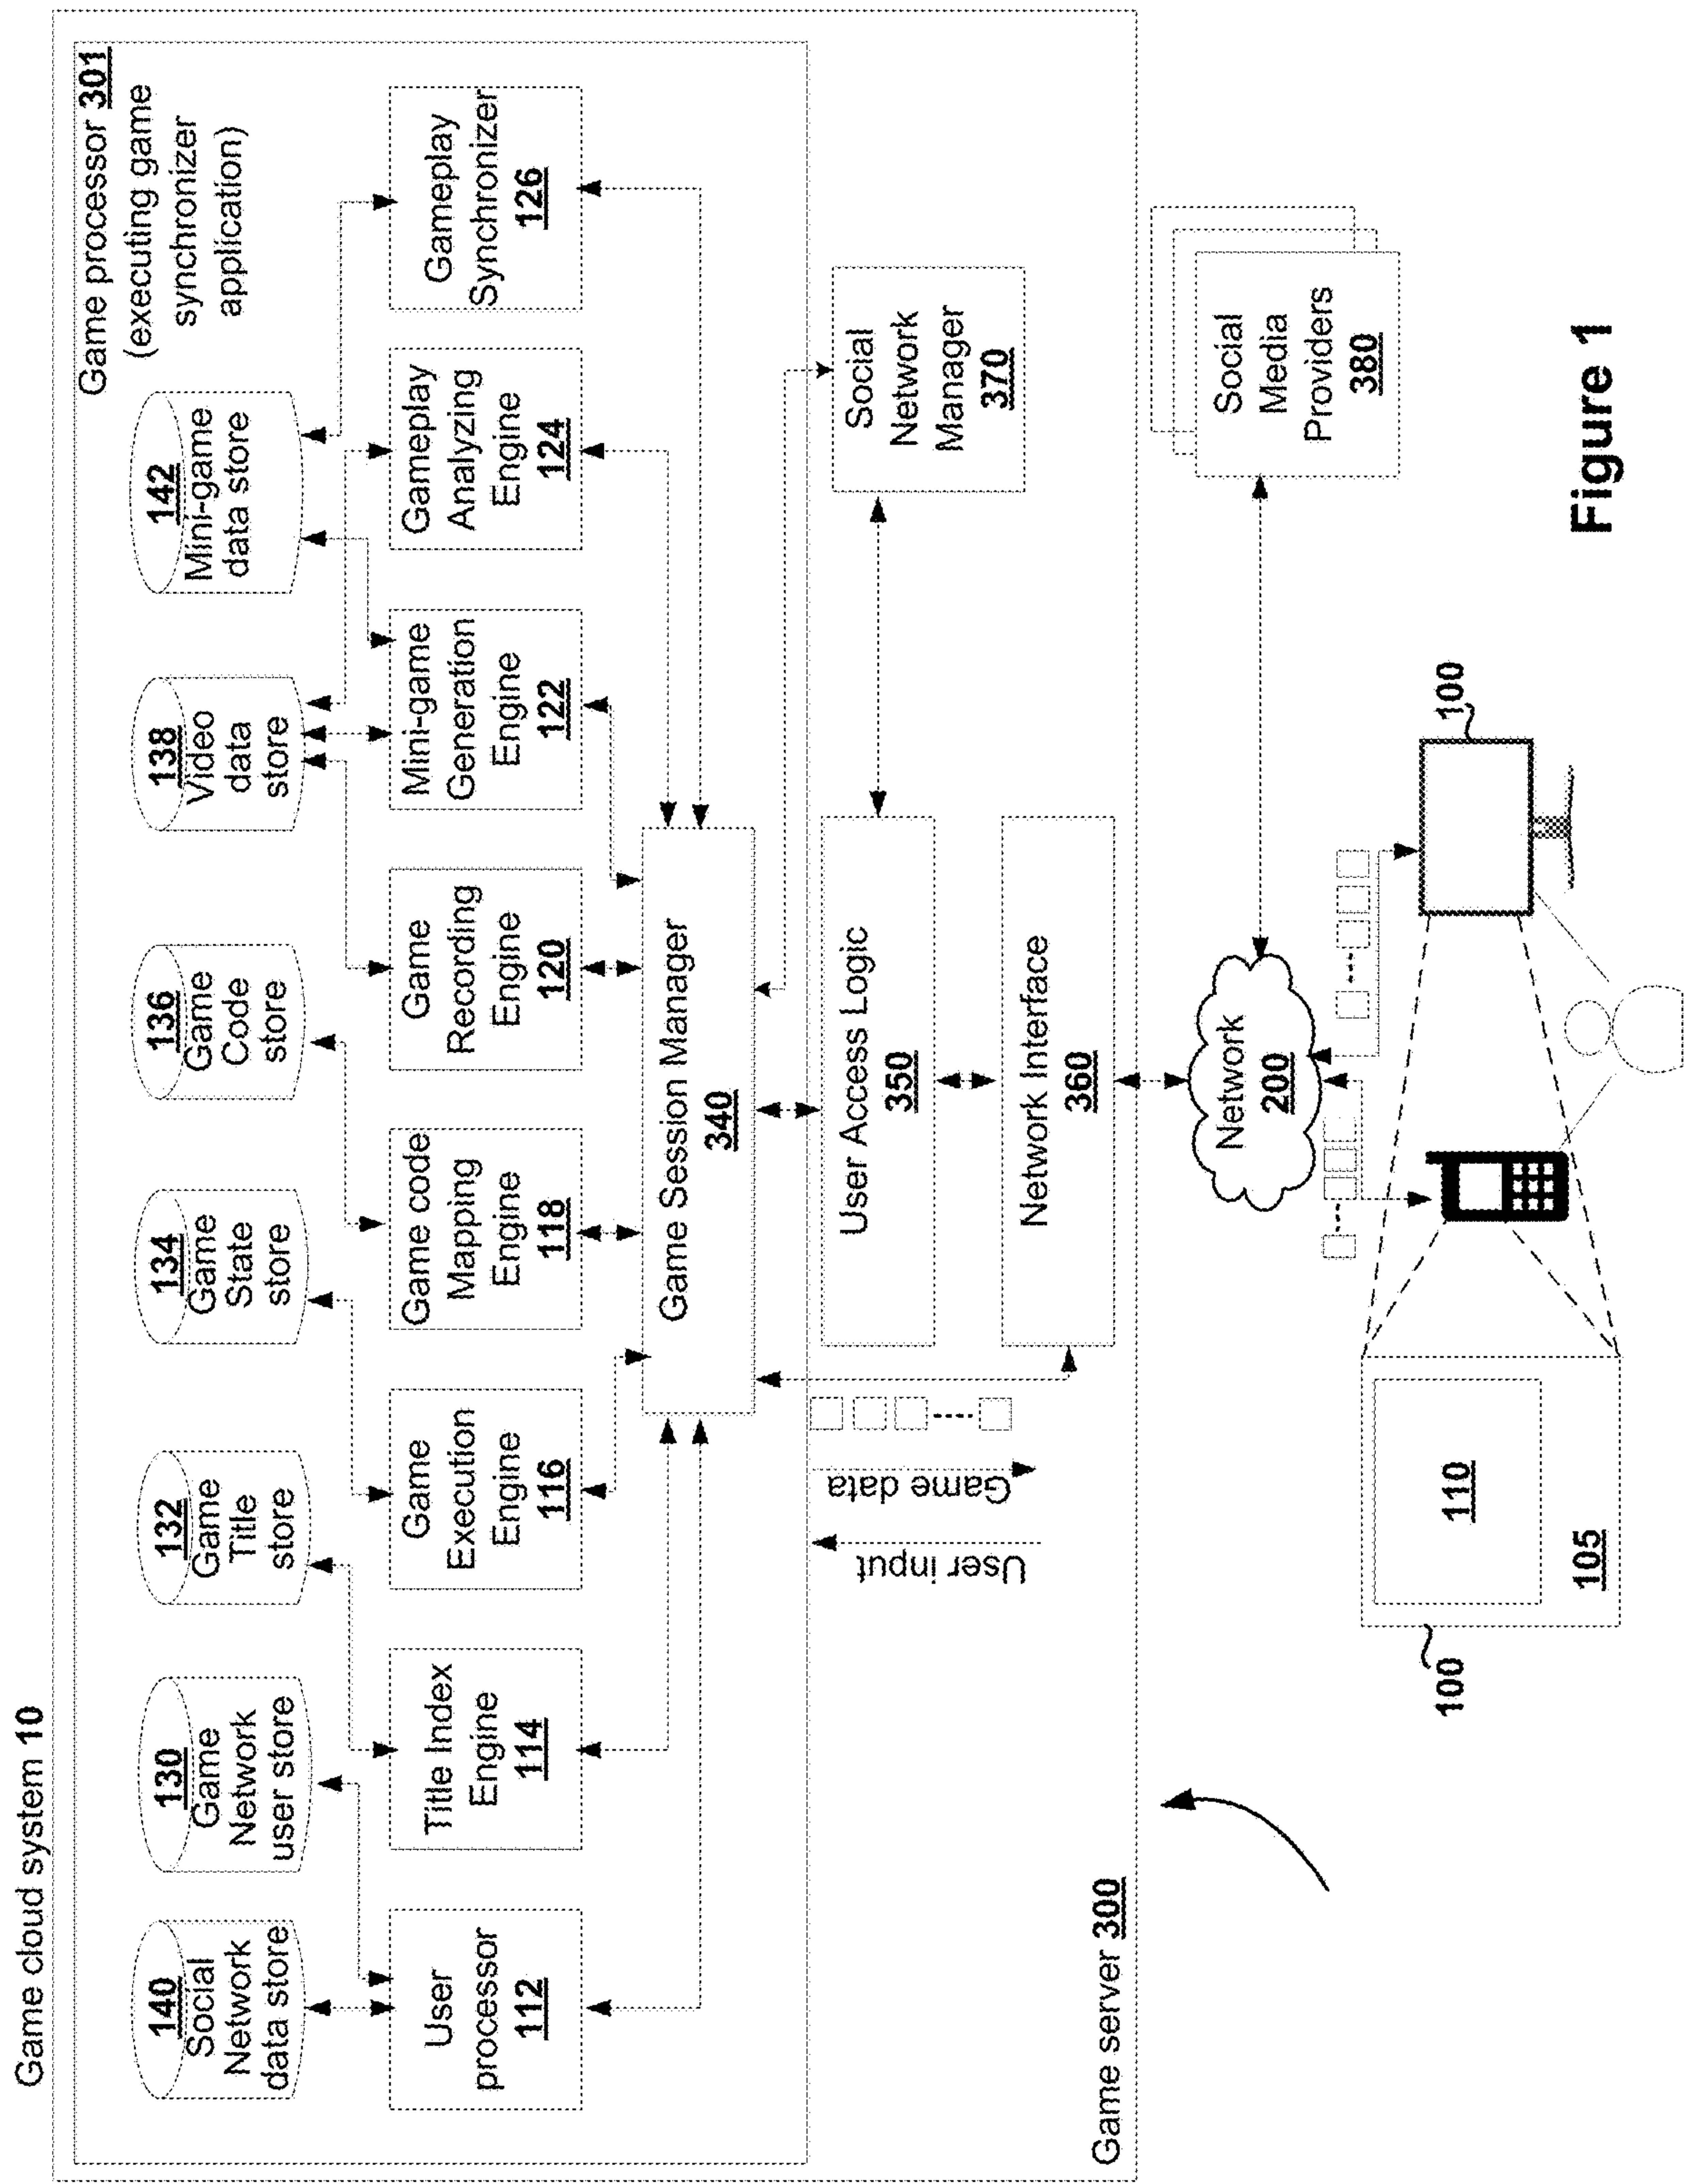 Game cloud system 10
Game processor 301
(executing game
synchronizer
application)
140
Social
Network
data store
130
Game
Network
user store
132
Game
Title
store
134
Game
State
store
136
Game
Code
store
138
Video
data
store
142
Mini-game
data store
User
processor
112
Title Index
Engine
114
Game
Execution
Engine
116
Game code
Mapping
Engine
118
Game
Recording
Engine
120
Mini-game
Generation
Engine
122
Gameplay
Analyzing
Engine
124
Gameplay
Synchronizer
126
Game Session Manager
340
User input
Game data
User Access Logic
350
Social
Network
Manager
370
Network Interface
360
Game server 300
Network
200
Social
Media
Providers
380
100
110
105
100
Figure 1